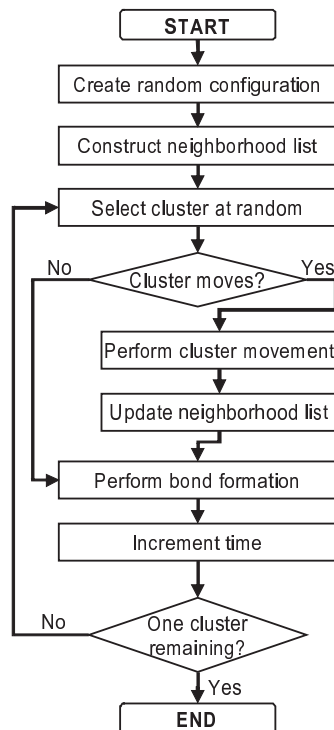 START
Create random configuration
Construct neighborhood list
Select cluster at random
No
Yes
Cluster moves?
Perform cluster movement
Update neighborhood list
Perform bond formation
Increment time
No
One cluster
remaining?
Yes
END